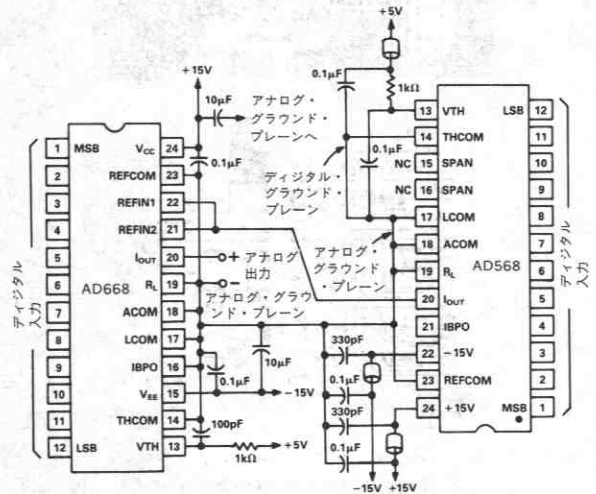 +15V
10μF
アナログ・
グラウンド・
プレーンへ
0.1μF
1 MSB
2
3
4
5
6
7
8
9
10
11
12 LSB
AD668
VCC 24
REFCOM 23
REFIN1 22
REFIN2 21
IOUT 20
RL 19
ACOM 18
LCOM 17
IBPO 16
VEE 15
THCOM 14
VTH 13
ディジタル
入力
+ アナログ
出力
−
アナログ・グラウ
ンド・プレーン
10μF
0.1μF
−15V
100pF
1kΩ
+5V
+5V
0.1μF
1kΩ
0.1μF
ディジタル・
グラウンド・
プレーン
NC
NC
アナログ・
グラウンド
・プレーン
330pF
0.1μF
330pF
0.1μF
−15V
+15V
13 VTH
14 THCOM
15 SPAN
16 SPAN
17 LCOM
18 ACOM
19 RL
20 IOUT
21 IBPO
22 −15V
23 REFCOM
24 +15V
AD568
LSB 12
11
10
9
8
7
6
5
4
3
2
MSB 1
ディジタル
入力